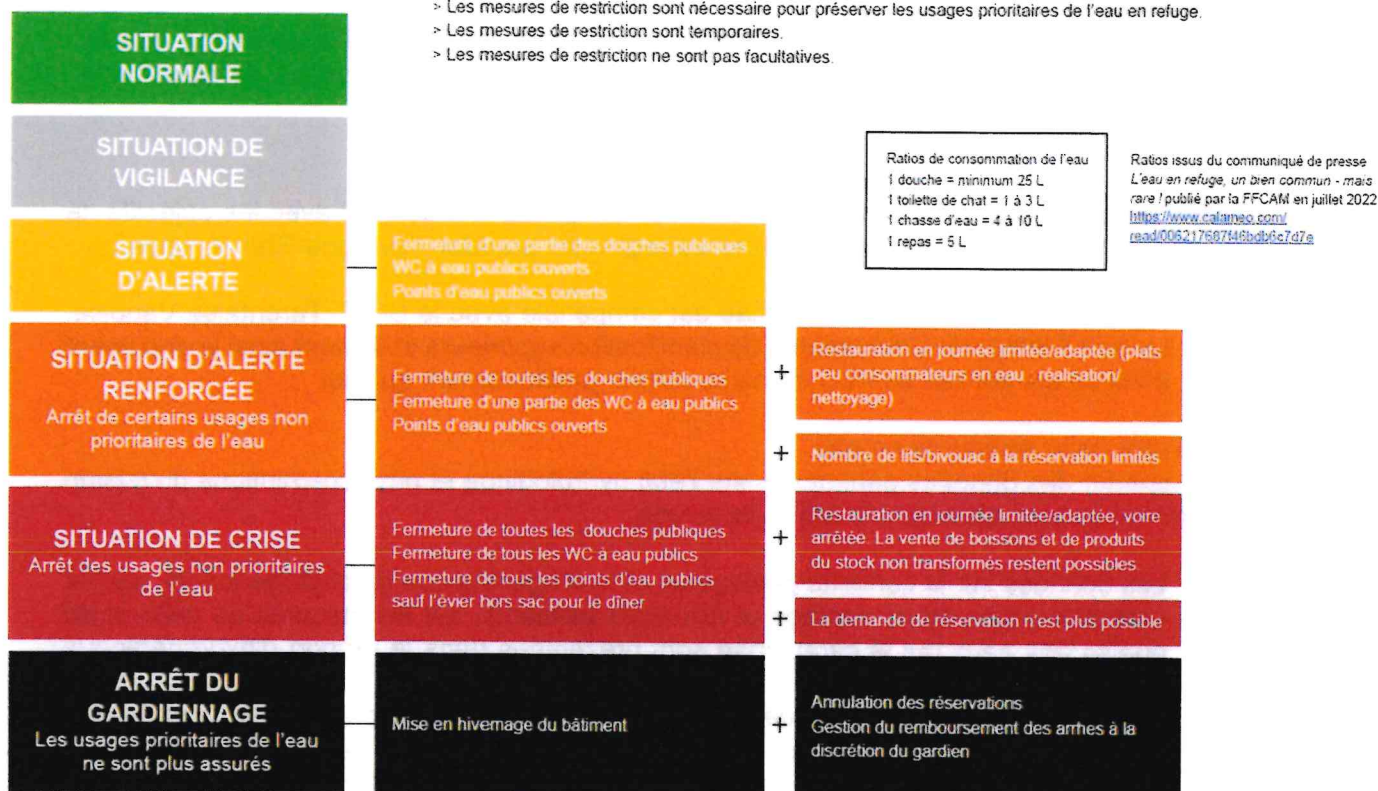 > Les mesures de restriction sont nécessaire pour préserver les usages prioritaires de l'eau en refuge.
> Les mesures de restriction sont temporaires.
> Les mesures de restriction ne sont pas facultatives.
SITUATION
NORMALE
SITUATION DE
VIGILANCE
Ratios de consommation de l'eau
1 douche = minimum 25 L
1 toilette de chat = 1 à 3 L
1 chasse d'eau = 4 à 10 L
1 repas = 5 L
Ratios issus du communiqué de presse
L'eau en refuge, un bien commun - mais
rare ! publié par la FFCAM en juillet 2022
https://www.calameo.com/
read/006217687f46bdb6c7d7e
SITUATION
D'ALERTE
Fermeture d'une partie des douches publiques
WC à eau publics ouverts
Points d'eau publics ouverts
SITUATION D'ALERTE
RENFORCÉE
Arrêt de certains usages non
prioritaires de l'eau
Fermeture de toutes les douches publiques
Fermeture d'une partie des WC à eau publics
Points d'eau publics ouverts
+
Restauration en journée limitée/adaptée (plats
peu consommateurs en eau : réalisation/
nettoyage)
+
Nombre de lits/bivouac à la réservation limités
SITUATION DE CRISE
Arrêt des usages non prioritaires
de l'eau
Fermeture de toutes les douches publiques
Fermeture de tous les WC à eau publics
Fermeture de tous les points d'eau publics
sauf l'évier hors sac pour le dîner
+
Restauration en journée limitée/adaptée, voire
arrêtée. La vente de boissons et de produits
du stock non transformés restent possibles
+
La demande de réservation n'est plus possible
ARRÊT DU
GARDIENNAGE
Les usages prioritaires de l'eau
ne sont plus assurés
Mise en hivernage du bâtiment
+
Annulation des réservations
Gestion du remboursement des arrhes à la
discrétion du gardien